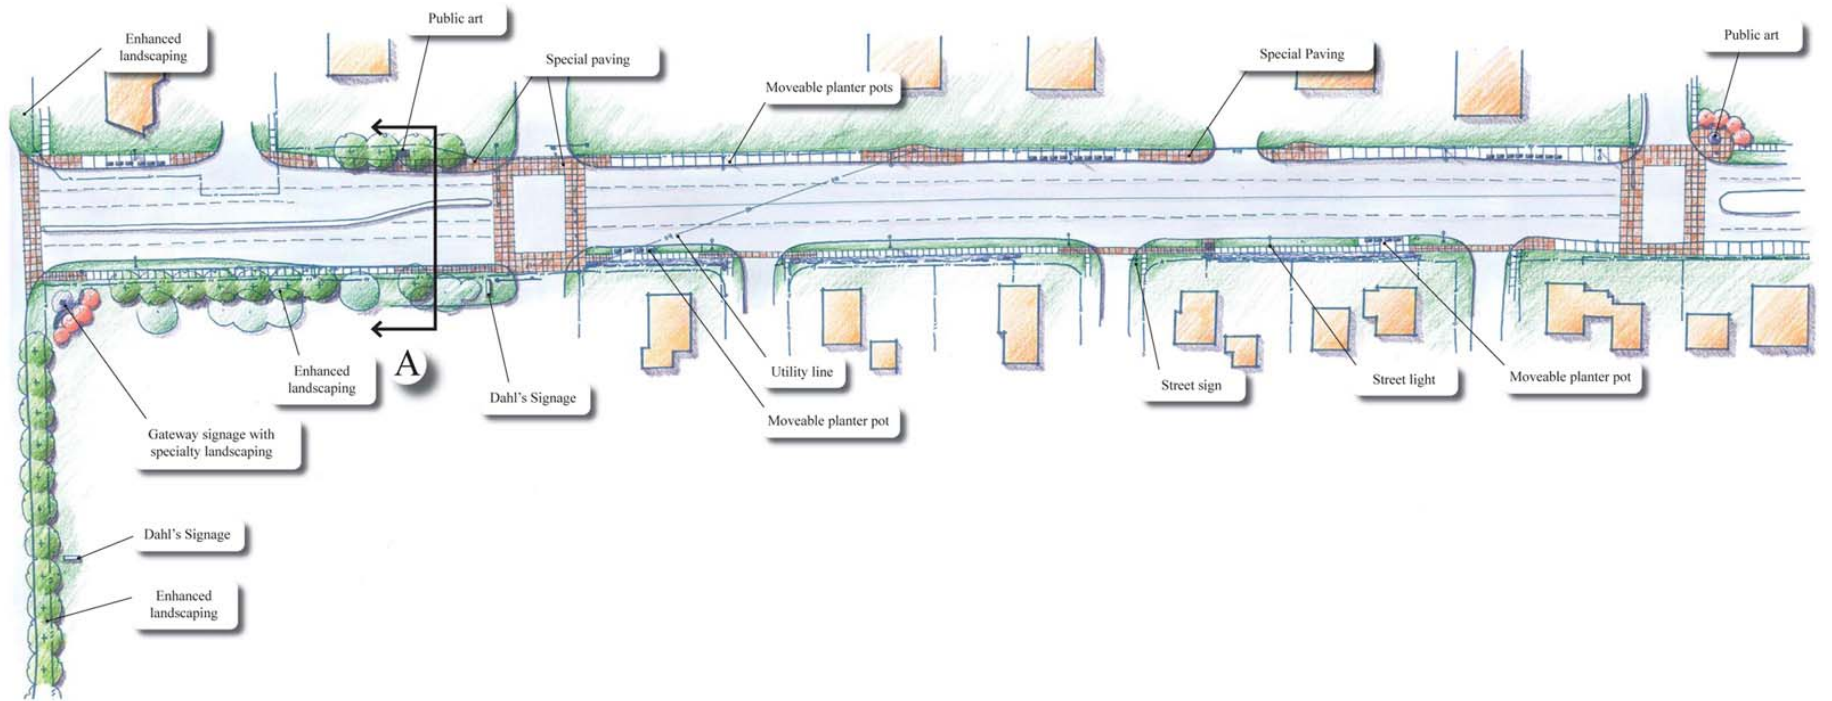 Public art
Enhanced
landscaping
Special paving
Moveable planter pots
Special Paving
Public art
Enhanced
landscaping
A
Dahl's Signage
Utility line
Moveable planter pot
Street sign
Street light
Moveable planter pot
Gateway signage with
specialty landscaping
Dahl's Signage
Enhanced
landscaping